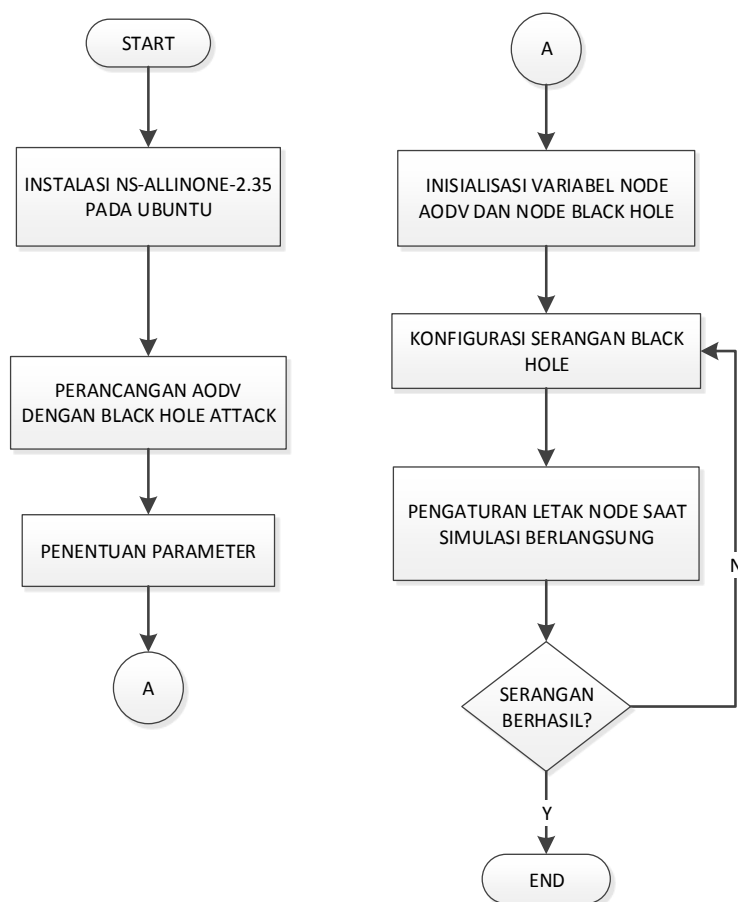 START
INSTALASI NS-ALLINONE-2.35
PADA UBUNTU
PERANCANGAN AODV
DENGAN BLACK HOLE ATTACK
PENENTUAN PARAMETER
A
A
INISIALISASI VARIABEL NODE
AODV DAN NODE BLACK HOLE
KONFIGURASI SERANGAN BLACK
HOLE
PENGATURAN LETAK NODE SAAT
SIMULASI BERLANGSUNG
SERANGAN
BERHASIL?
N
Y
END